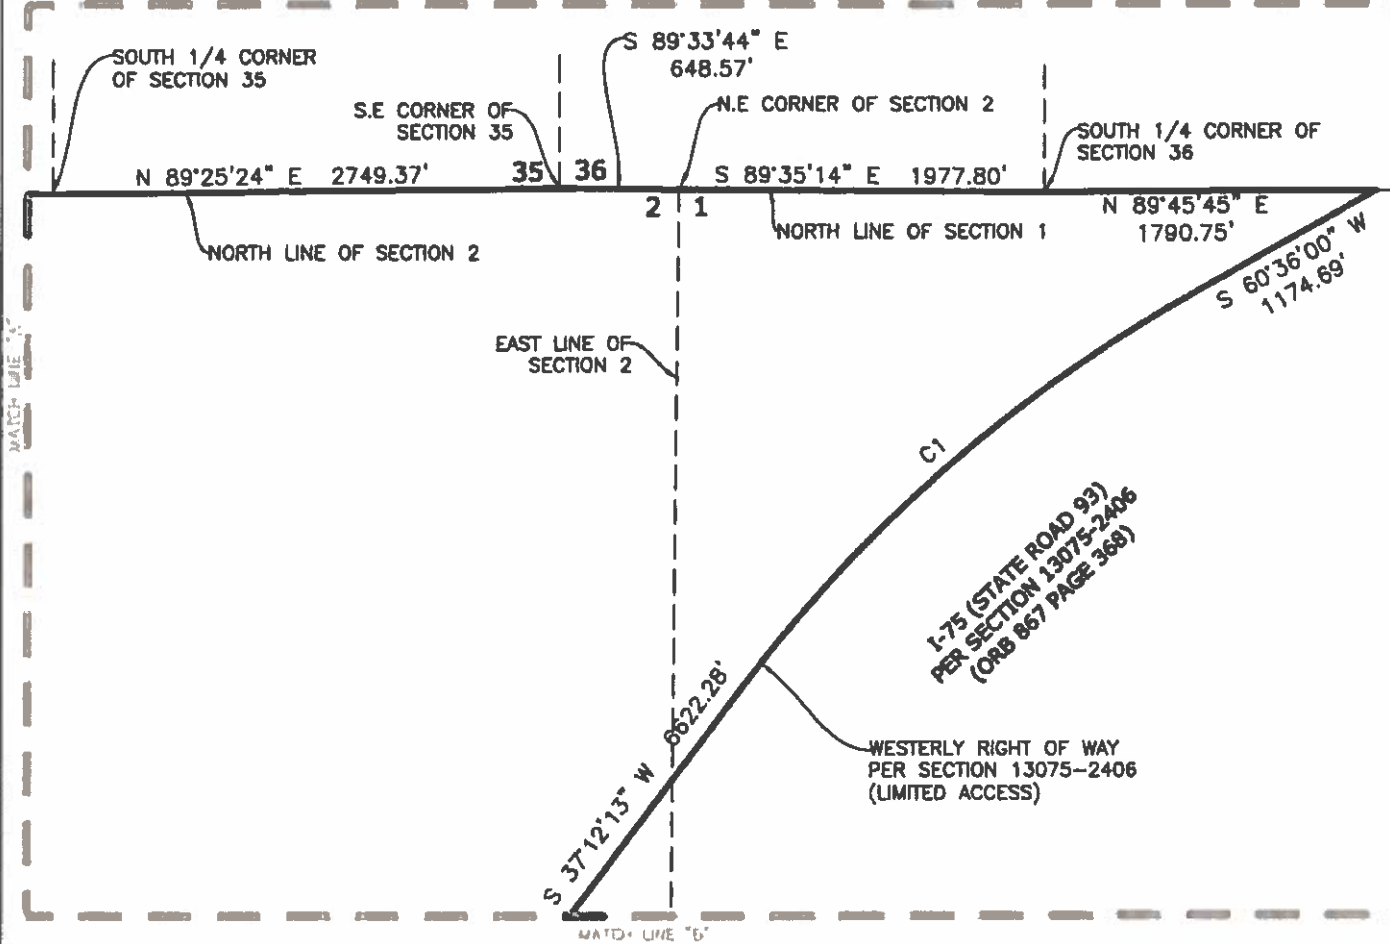 S 89°33'44" E
648.57'
SOUTH 1/4 CORNER
OF SECTION 35
S.E CORNER OF
SECTION 35
N.E CORNER OF SECTION 2
SOUTH 1/4 CORNER OF
SECTION 36
N 89°25'24" E 2749.37'
35 36
S 89°35'14" E 1977.80'
2 1
N 89°45'45" E
1790.75'
NORTH LINE OF SECTION 2
NORTH LINE OF SECTION 1
S 60°36'00" W
1174.69'
EAST LINE OF
SECTION 2
MATCH LINE "A"
C1
I-75 (STATE ROAD 93)
PER SECTION 13075-2406
(ORB 867 PAGE 368)
S 37°12'13" W 6622.28'
WESTERLY RIGHT OF WAY
PER SECTION 13075-2406
(LIMITED ACCESS)
MATCH LINE "B"